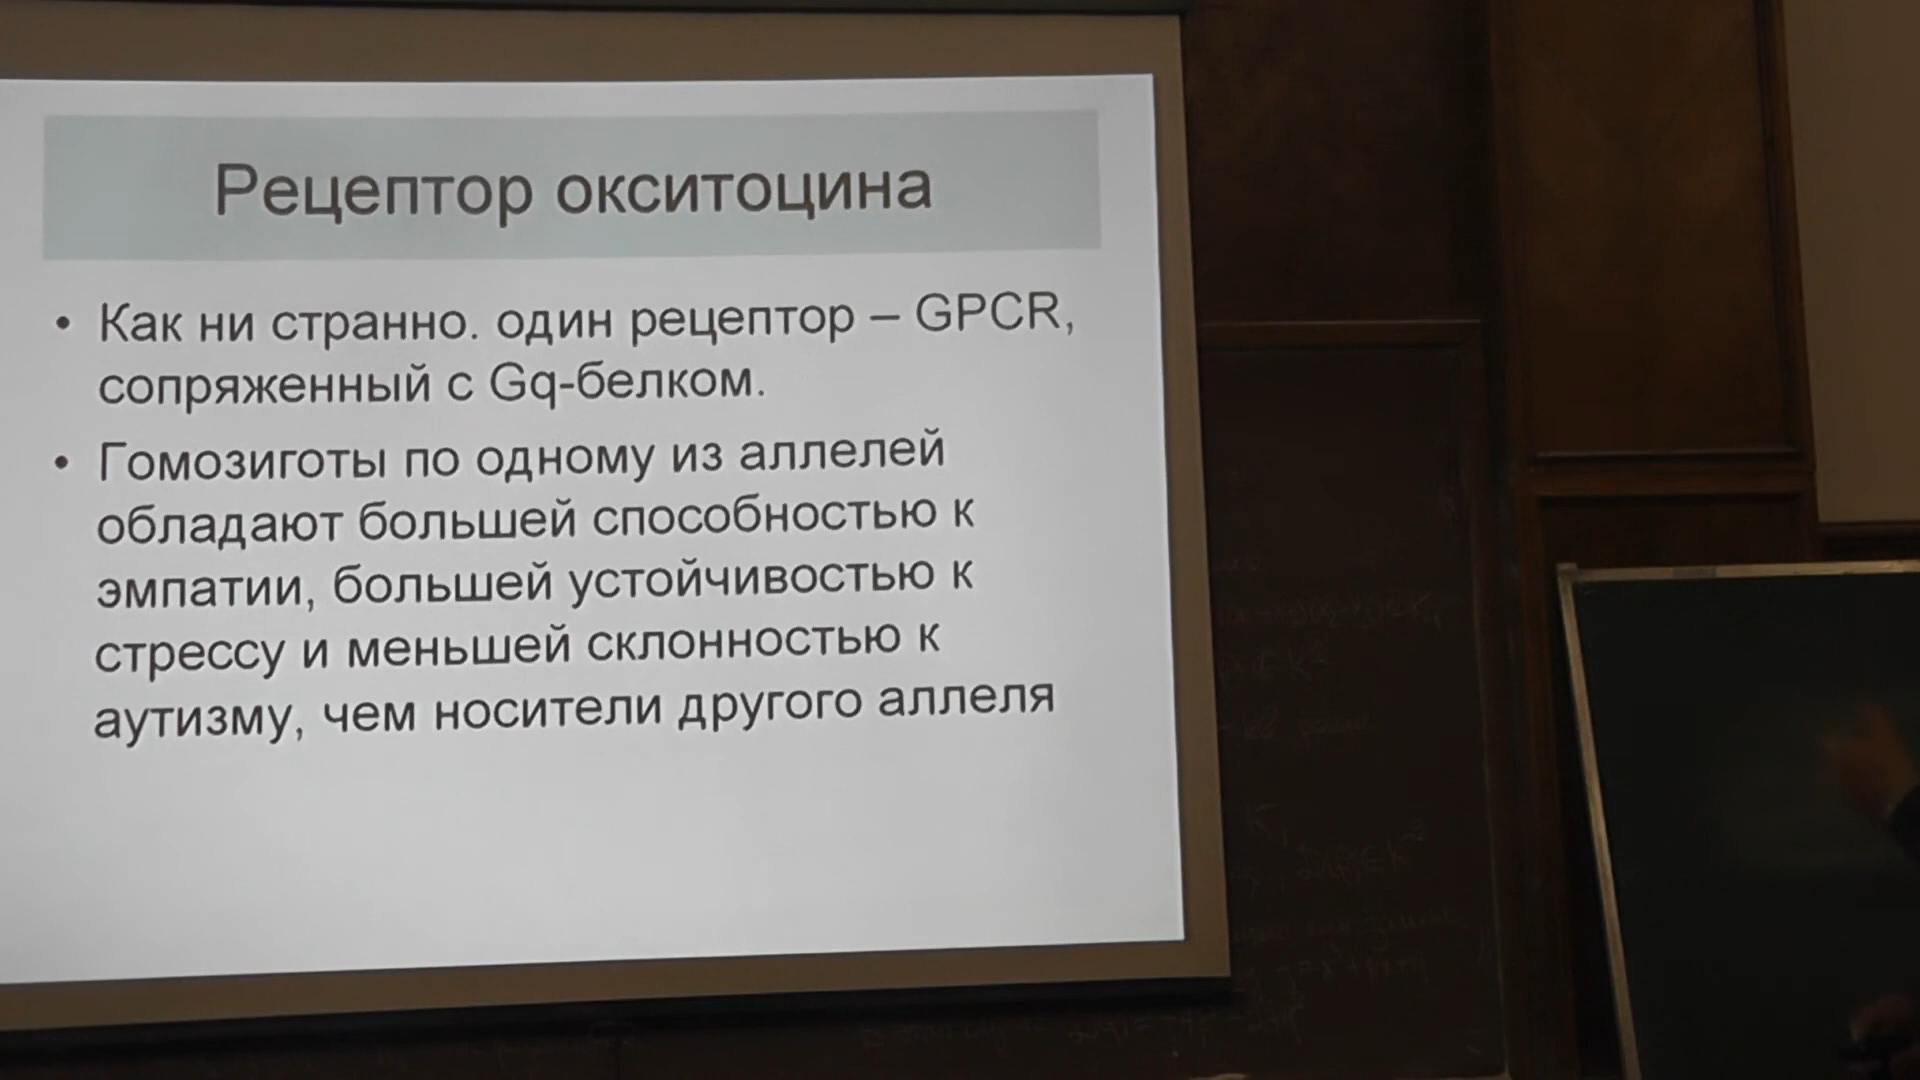 Рецептор окситоцина
• Как ни странно. один рецептор – GPCR,
сопряженный с Gq-белком.
• Гомозиготы по одному из аллелей
обладают большей способностью к
эмпатии, большей устойчивостью к
стрессу и меньшей склонностью к
аутизму, чем носители другого аллеля